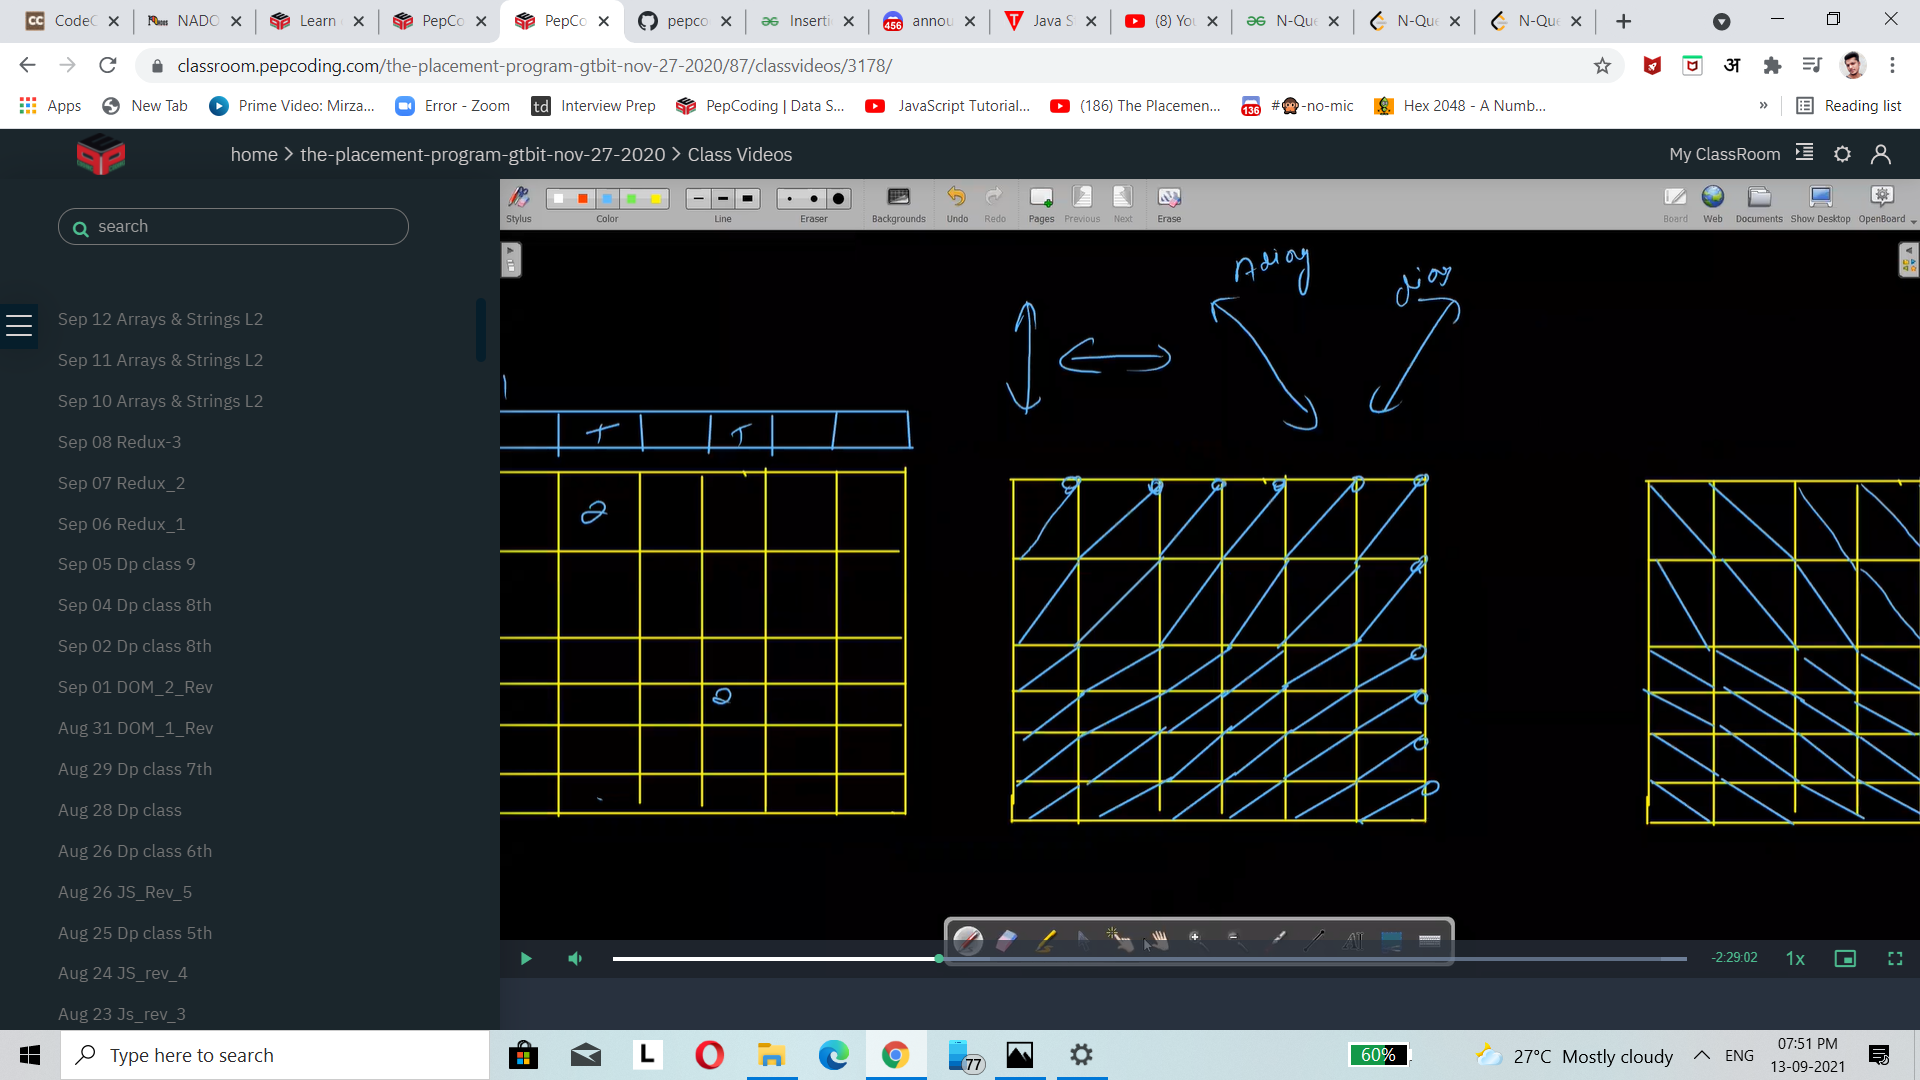 CodeC
NADO
Learn
PepCo
PepCo
pepco
Inserti
456
annou
Java S
(8) You
N-Que
N-Que
N-Que
classroom.pepcoding.com/the-placement-program-gtbit-nov-27-2020/87/classvideos/3178/
Apps
New Tab
Prime Video: Mirza...
Error - Zoom
td
Interview Prep
PepCoding | Data S...
JavaScript Tutorial...
(186) The Placemen...
136
#🙊-no-mic
Hex 2048 - A Numb...
»
Reading list
home > the-placement-program-gtbit-nov-27-2020 > Class Videos
My ClassRoom
search
Sep 12 Arrays & Strings L2
Sep 11 Arrays & Strings L2
Sep 10 Arrays & Strings L2
Sep 08 Redux-3
Sep 07 Redux_2
Sep 06 Redux_1
Sep 05 Dp class 9
Sep 04 Dp class 8th
Sep 02 Dp class 8th
Sep 01 DOM_2_Rev
Aug 31 DOM_1_Rev
Aug 29 Dp class 7th
Aug 28 Dp class
Aug 26 Dp class 6th
Aug 26 JS_Rev_5
Aug 25 Dp class 5th
Aug 24 JS_rev_4
Aug 23 Js_rev_3
Stylus
Color
Line
Eraser
Backgrounds
Undo
Redo
Pages
Previous
Next
Erase
Board
Web
Documents
Show Desktop
OpenBoard
Adiag
diag
T
T
-2:29:02
1x
Type here to search
L
77
60%
27°C Mostly cloudy
ENG
07:51 PM
13-09-2021